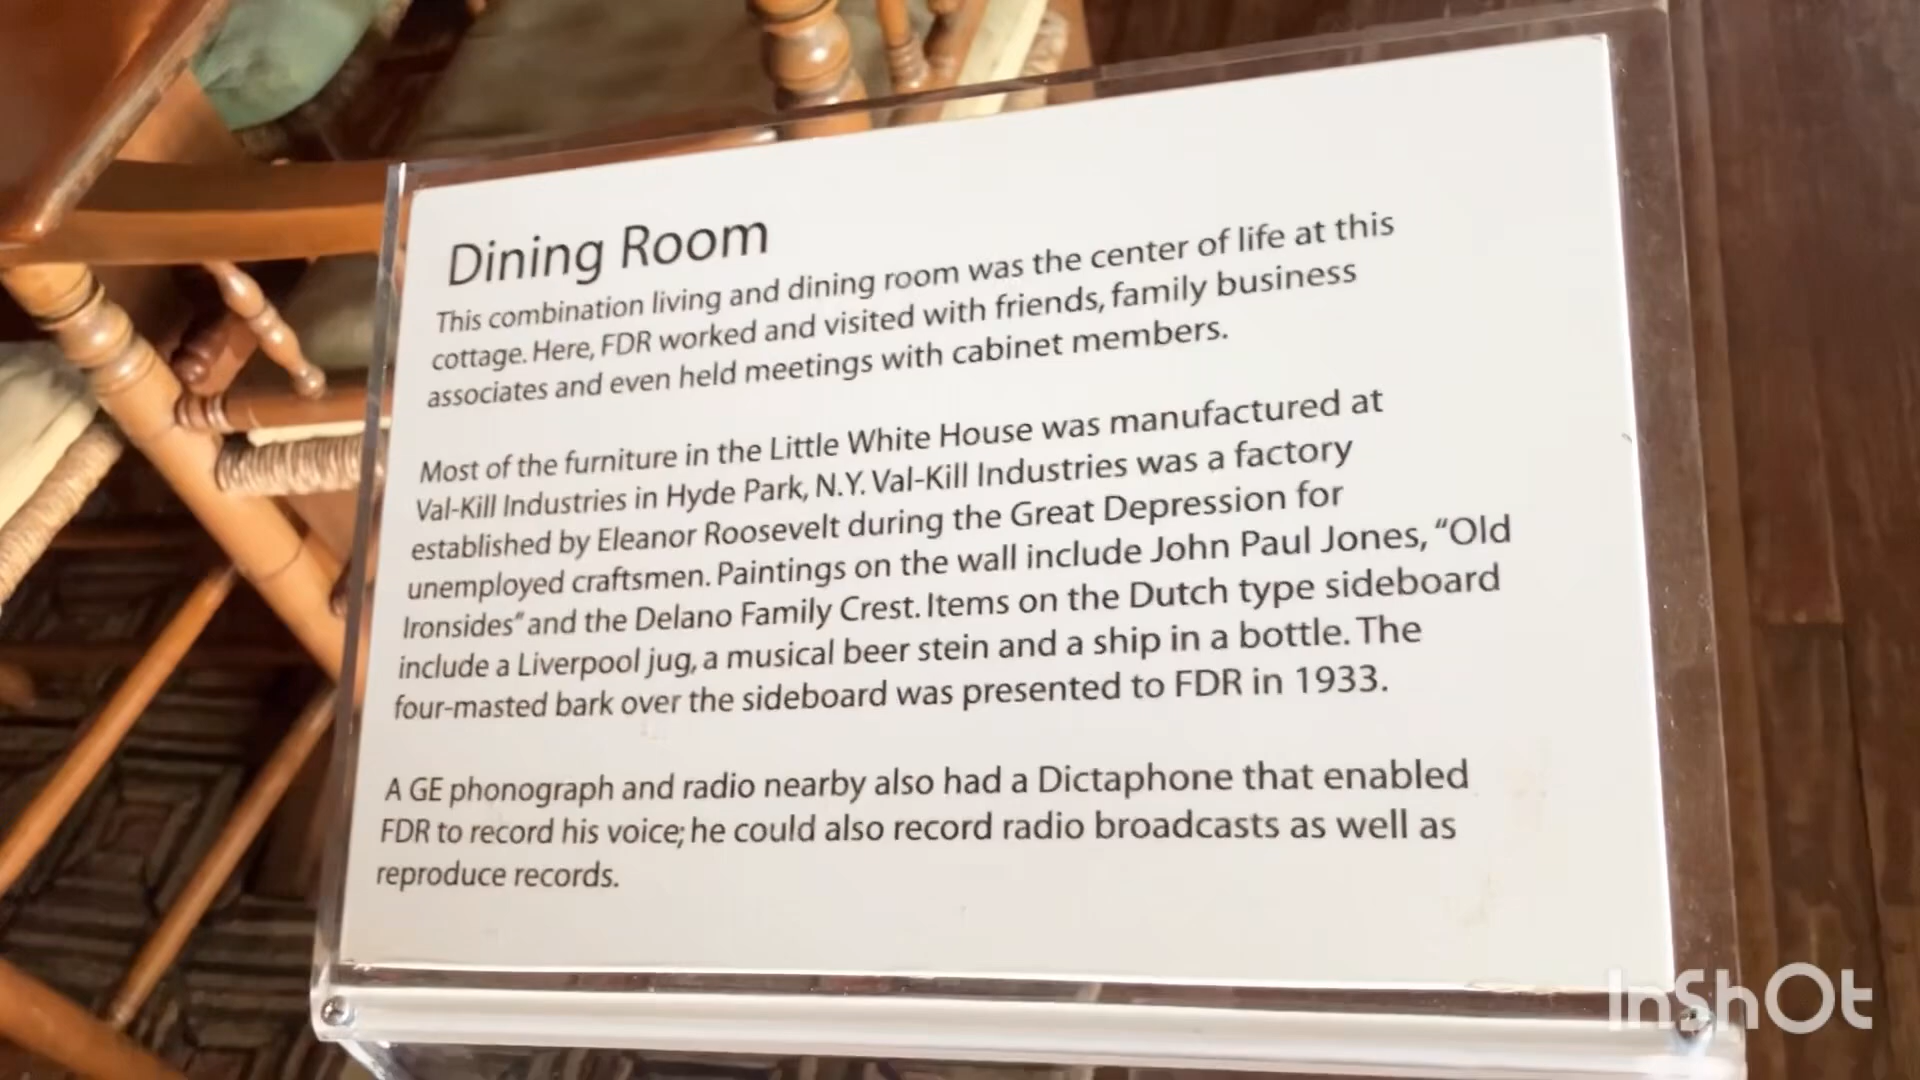 Dining Room
This combination living and dining room was the center of life at this
cottage. Here, FDR worked and visited with friends, family business
associates and even held meetings with cabinet members.
Most of the furniture in the Little White House was manufactured at
Val-Kill Industries in Hyde Park, N.Y. Val-Kill Industries was a factory
established by Eleanor Roosevelt during the Great Depression for
unemployed craftsmen. Paintings on the wall include John Paul Jones, “Old
Ironsides” and the Delano Family Crest. Items on the Dutch type sideboard
include a Liverpool jug, a musical beer stein and a ship in a bottle. The
four-masted bark over the sideboard was presented to FDR in 1933.
A GE phonograph and radio nearby also had a Dictaphone that enabled
FDR to record his voice; he could also record radio broadcasts as well as
reproduce records.
InShOt